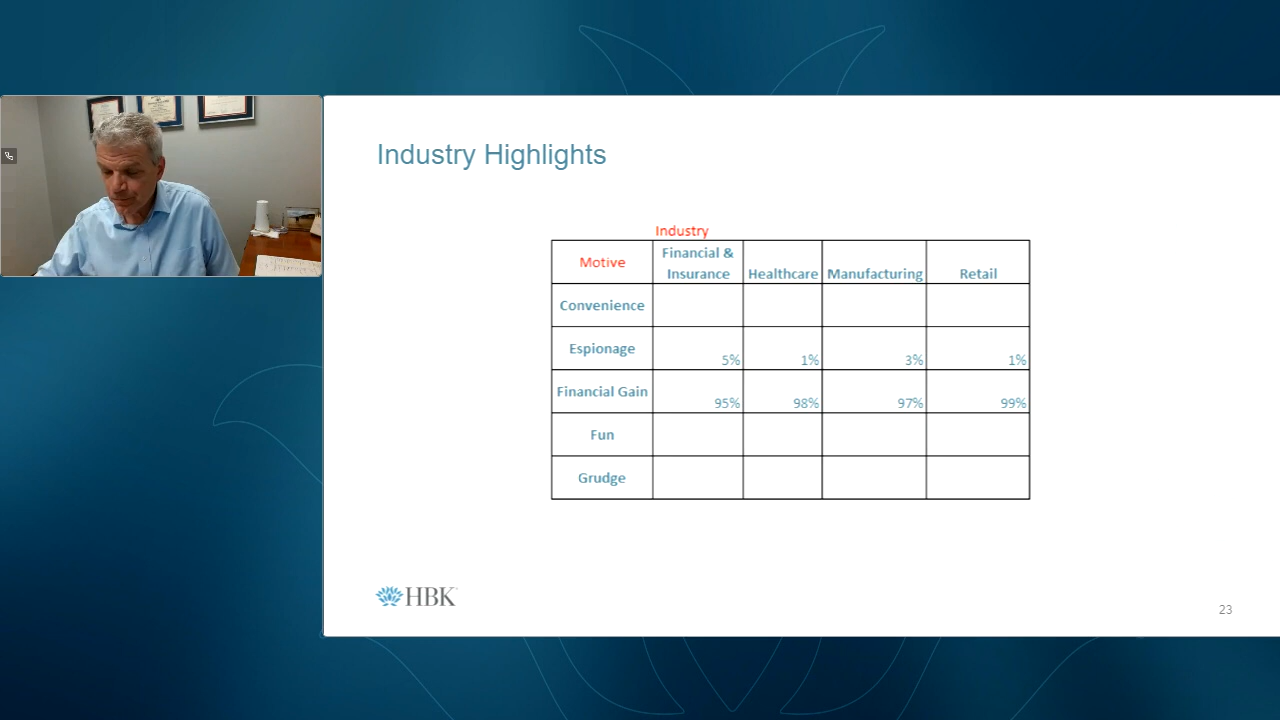 Industry Highlights
Industry
Motive Financial & Insurance Healthcare Manufacturing Retail
Convenience
Espionage 5% 1% 3% 1%
Financial Gain 95% 98% 97% 99%
Fun
Grudge
HBK
23